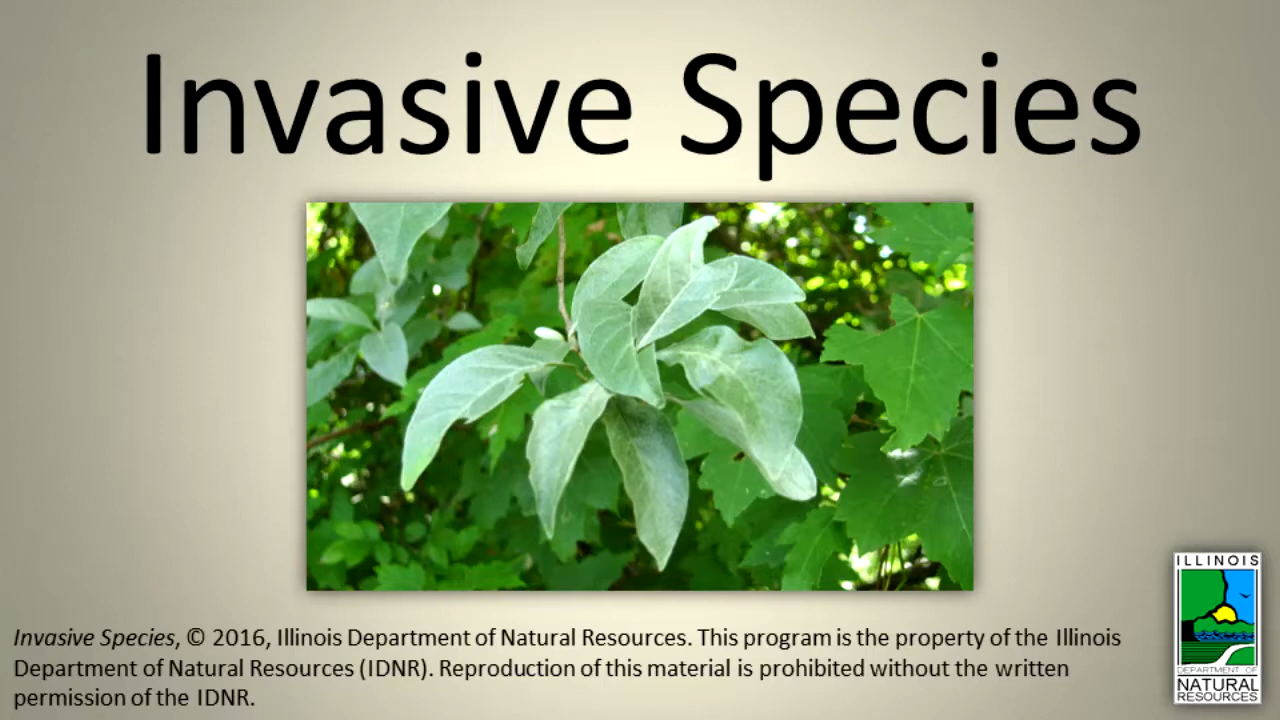 Invasive Species
Invasive Species, © 2016, Illinois Department of Natural Resources. This program is the property of the Illinois
Department of Natural Resources (IDNR). Reproduction of this material is prohibited without the written
permission of the IDNR.
ILLINOIS
DEPARTMENT OF
NATURAL
RESOURCES